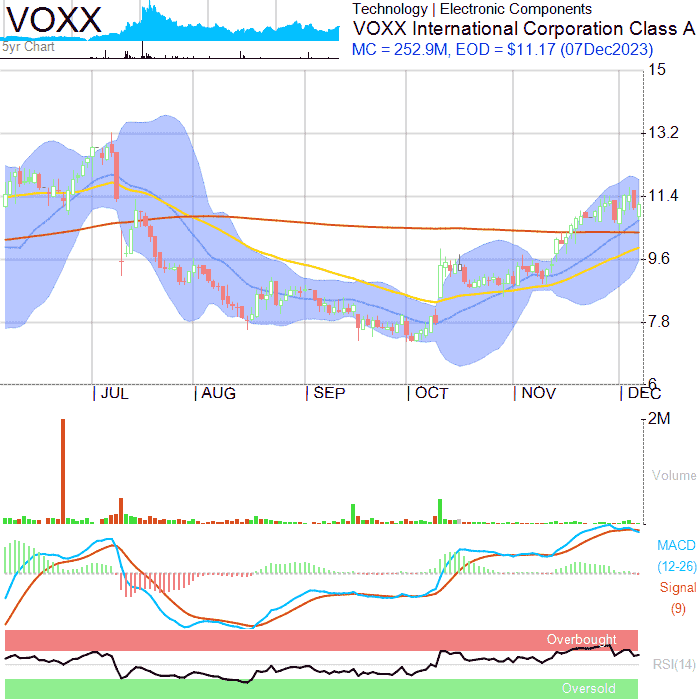 VOXX
5yr Chart
Technology | Electronic Components
VOXX International Corporation Class A
MC = 252.9M, EOD = $11.17 (07Dec2023)
15
13.2
11.4
9.6
7.8
6
JUL AUG SEP OCT NOV DEC
2M
Volume
MACD
(12-26)
Signal
(9)
Overbought
RSI(14)
Oversold